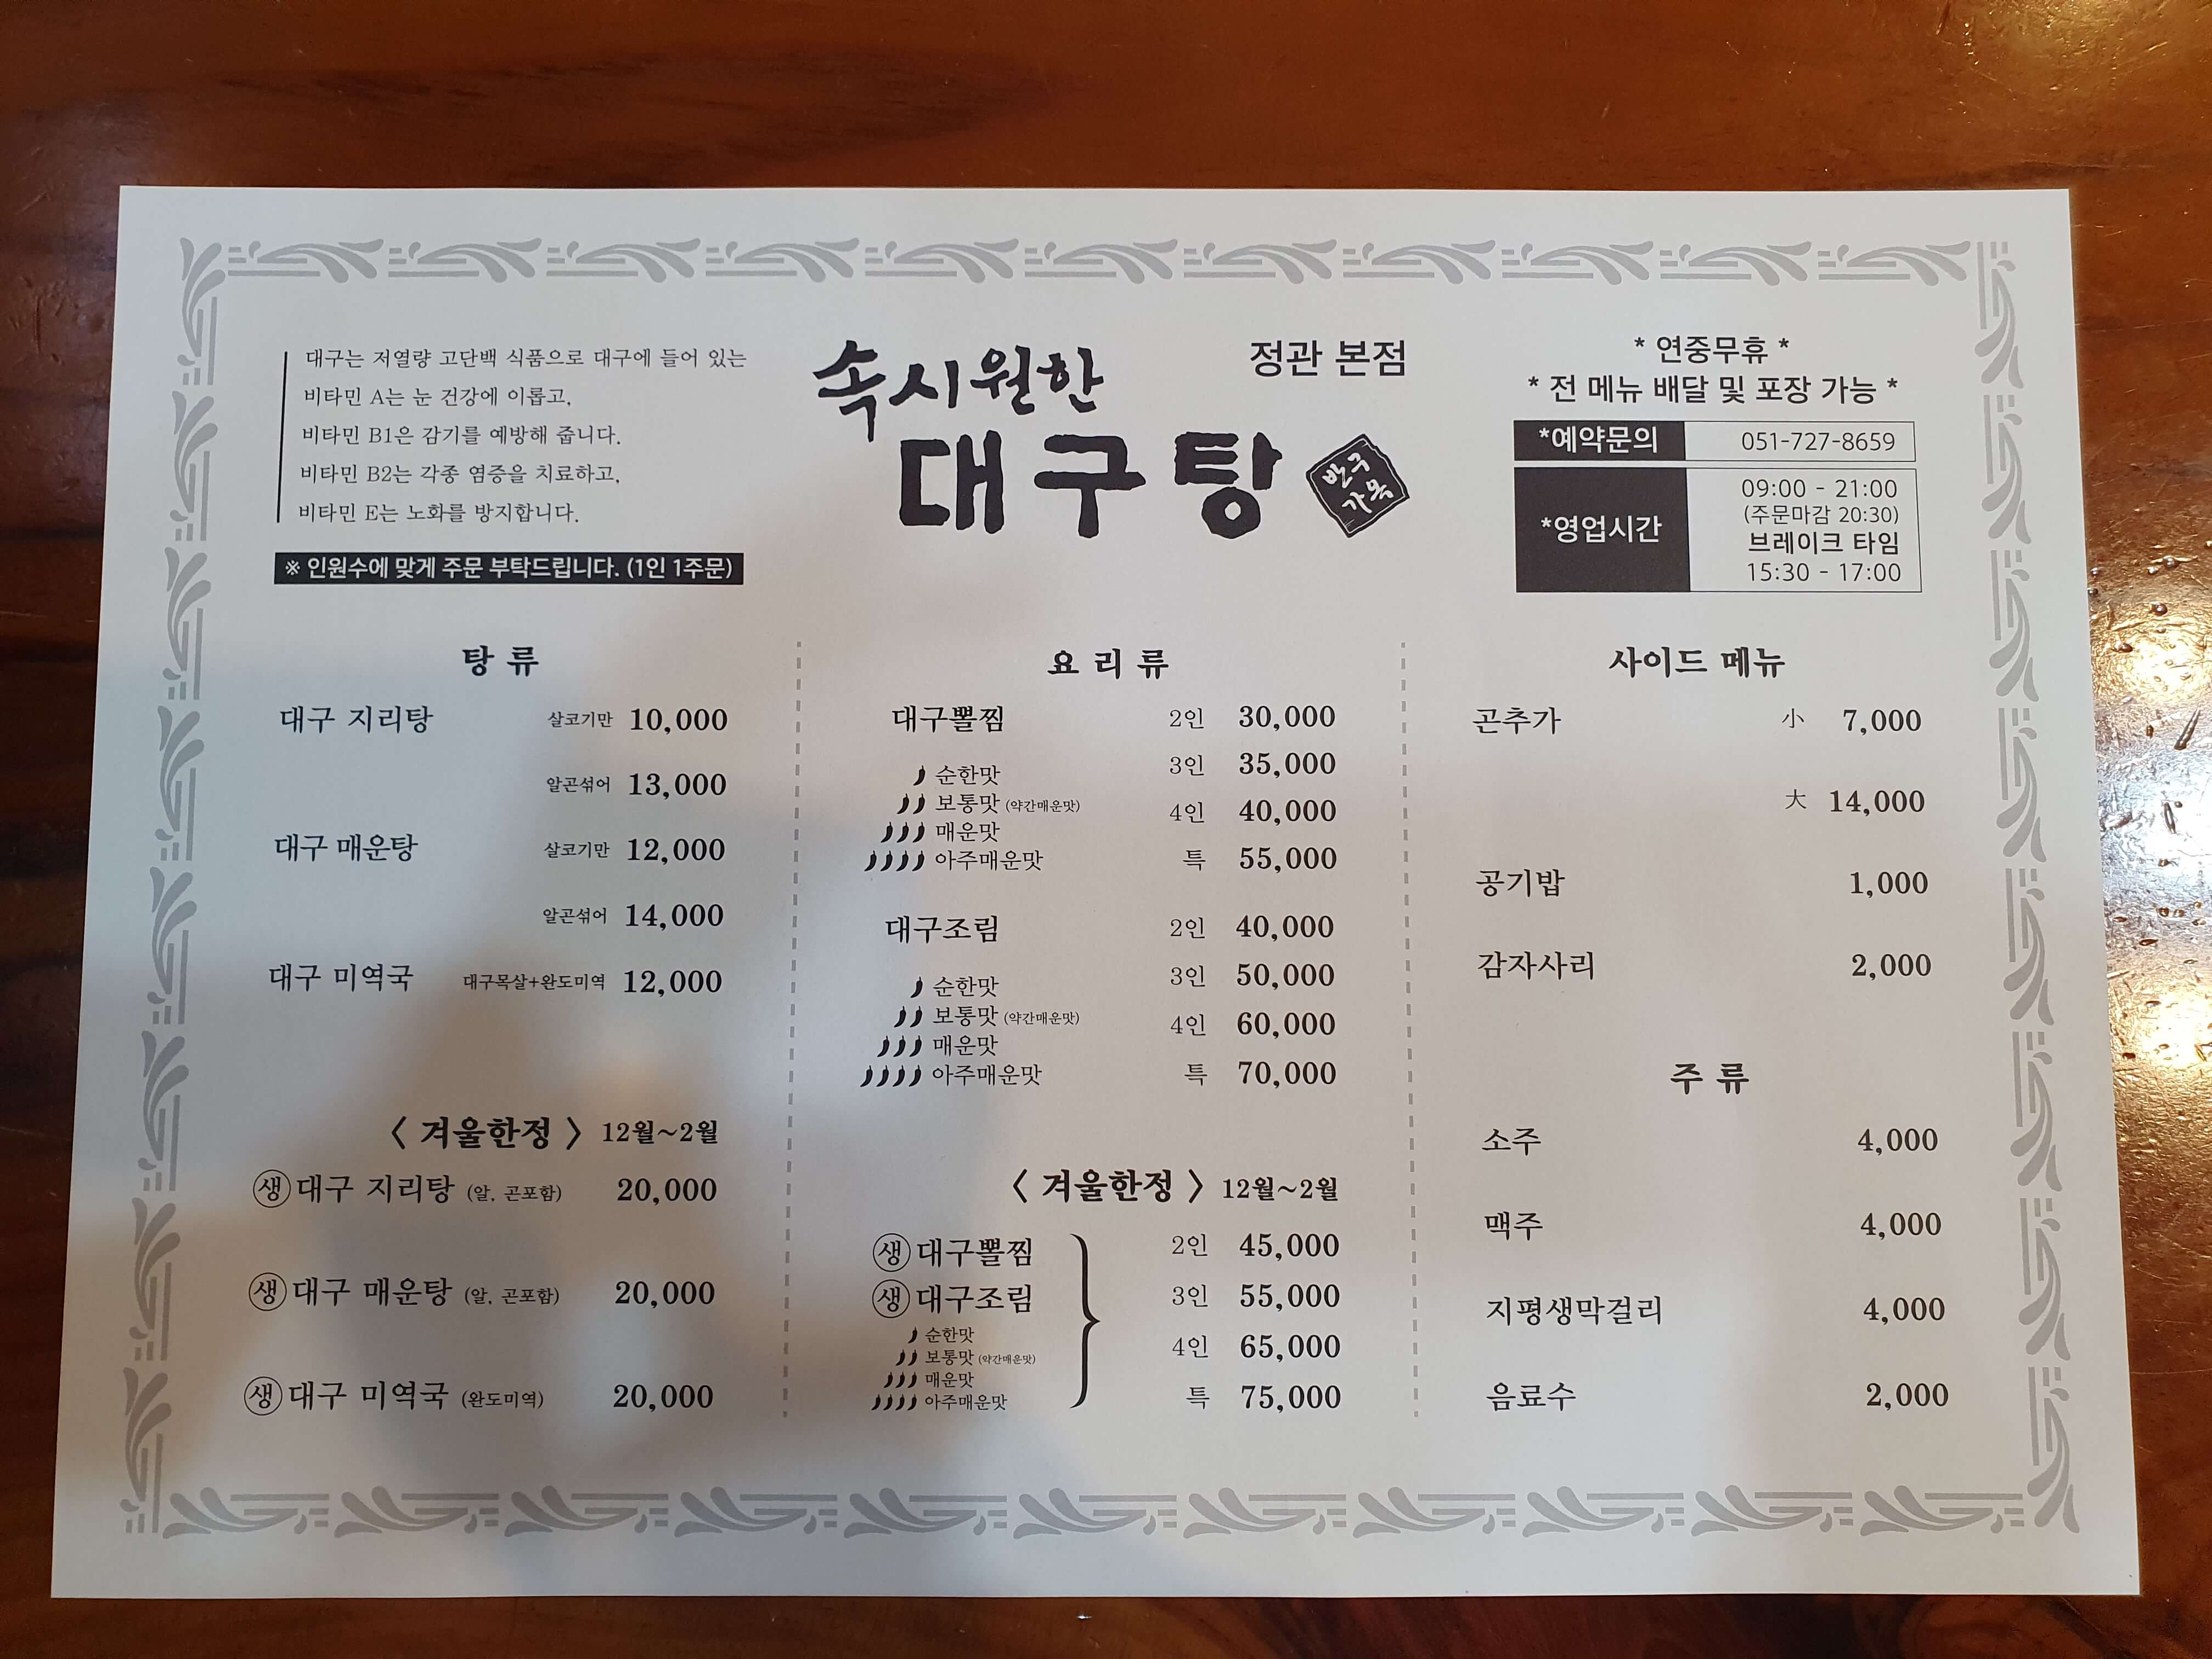 대구는 저열량 고단백 식품으로 대구에 들어 있는
비타민 A는 눈 건강에 이롭고,
비타민 B1은 감기를 예방해 줍니다.
비타민 B2는 각종 염증을 치료하고,
비타민 E는 노화를 방지합니다.
※ 인원수에 맞게 주문 부탁드립니다. (1인 1주문)
속시원한
대구탕
반구
가옥
정관 본점
* 연중무휴 *
* 전 메뉴 배달 및 포장 가능 *
*예약문의 051-727-8659
*영업시간
09:00 - 21:00
(주문마감 20:30)
브레이크 타임
15:30 - 17:00
탕 류
대구 지리탕 살코기만 10,000
알곤섞어 13,000
대구 매운탕 살코기만 12,000
알곤섞어 14,000
대구 미역국 대구목살+완도미역 12,000
〈 겨울한정 〉 12월~2월
생 대구 지리탕 (알, 곤포함) 20,000
생 대구 매운탕 (알, 곤포함) 20,000
생 대구 미역국 (완도미역) 20,000
요 리 류
대구뽈찜 2인 30,000
3인 35,000
순한맛
보통맛 (약간매운맛) 4인 40,000
매운맛
아주매운맛 특 55,000
대구조림 2인 40,000
3인 50,000
순한맛
보통맛 (약간매운맛) 4인 60,000
매운맛
아주매운맛 특 70,000
〈 겨울한정 〉 12월~2월
생 대구뽈찜 2인 45,000
생 대구조림 3인 55,000
순한맛
보통맛 (약간매운맛) 4인 65,000
매운맛
아주매운맛 특 75,000
사이드 메뉴
곤추가 小 7,000
大 14,000
공기밥 1,000
감자사리 2,000
주 류
소주 4,000
맥주 4,000
지평생막걸리 4,000
음료수 2,000